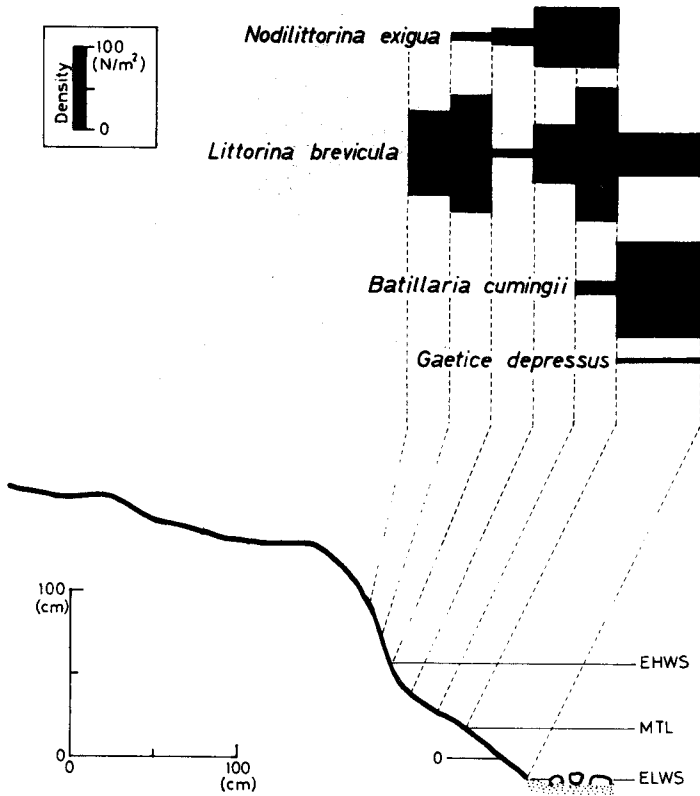 Nodilittorina exigua
100
(N/m²)
Density
0
Littorina brevicula
Batillaria cumingii
Gaetice depressus
100
(cm)
0
0
100
(cm)
EHWS
MTL
0
ELWS